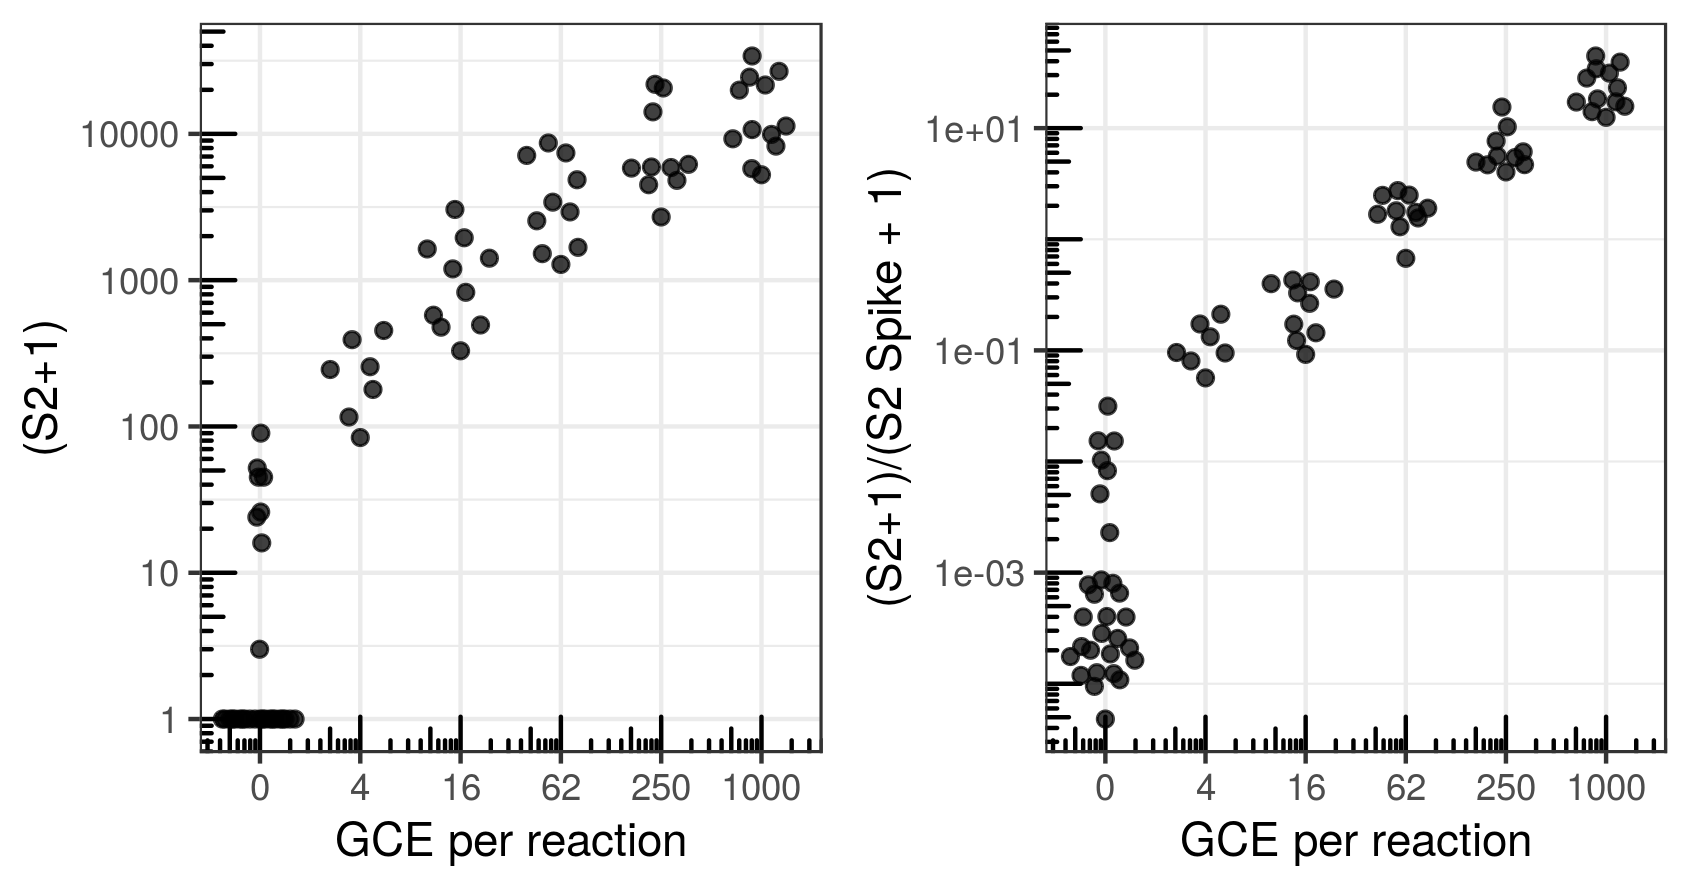 (S2+1)
10000
1000
100
10
1
0 4 16 62 250 1000
GCE per reaction
(S2+1)/(S2 Spike + 1)
1e+01
1e-01
1e-03
0 4 16 62 250 1000
GCE per reaction